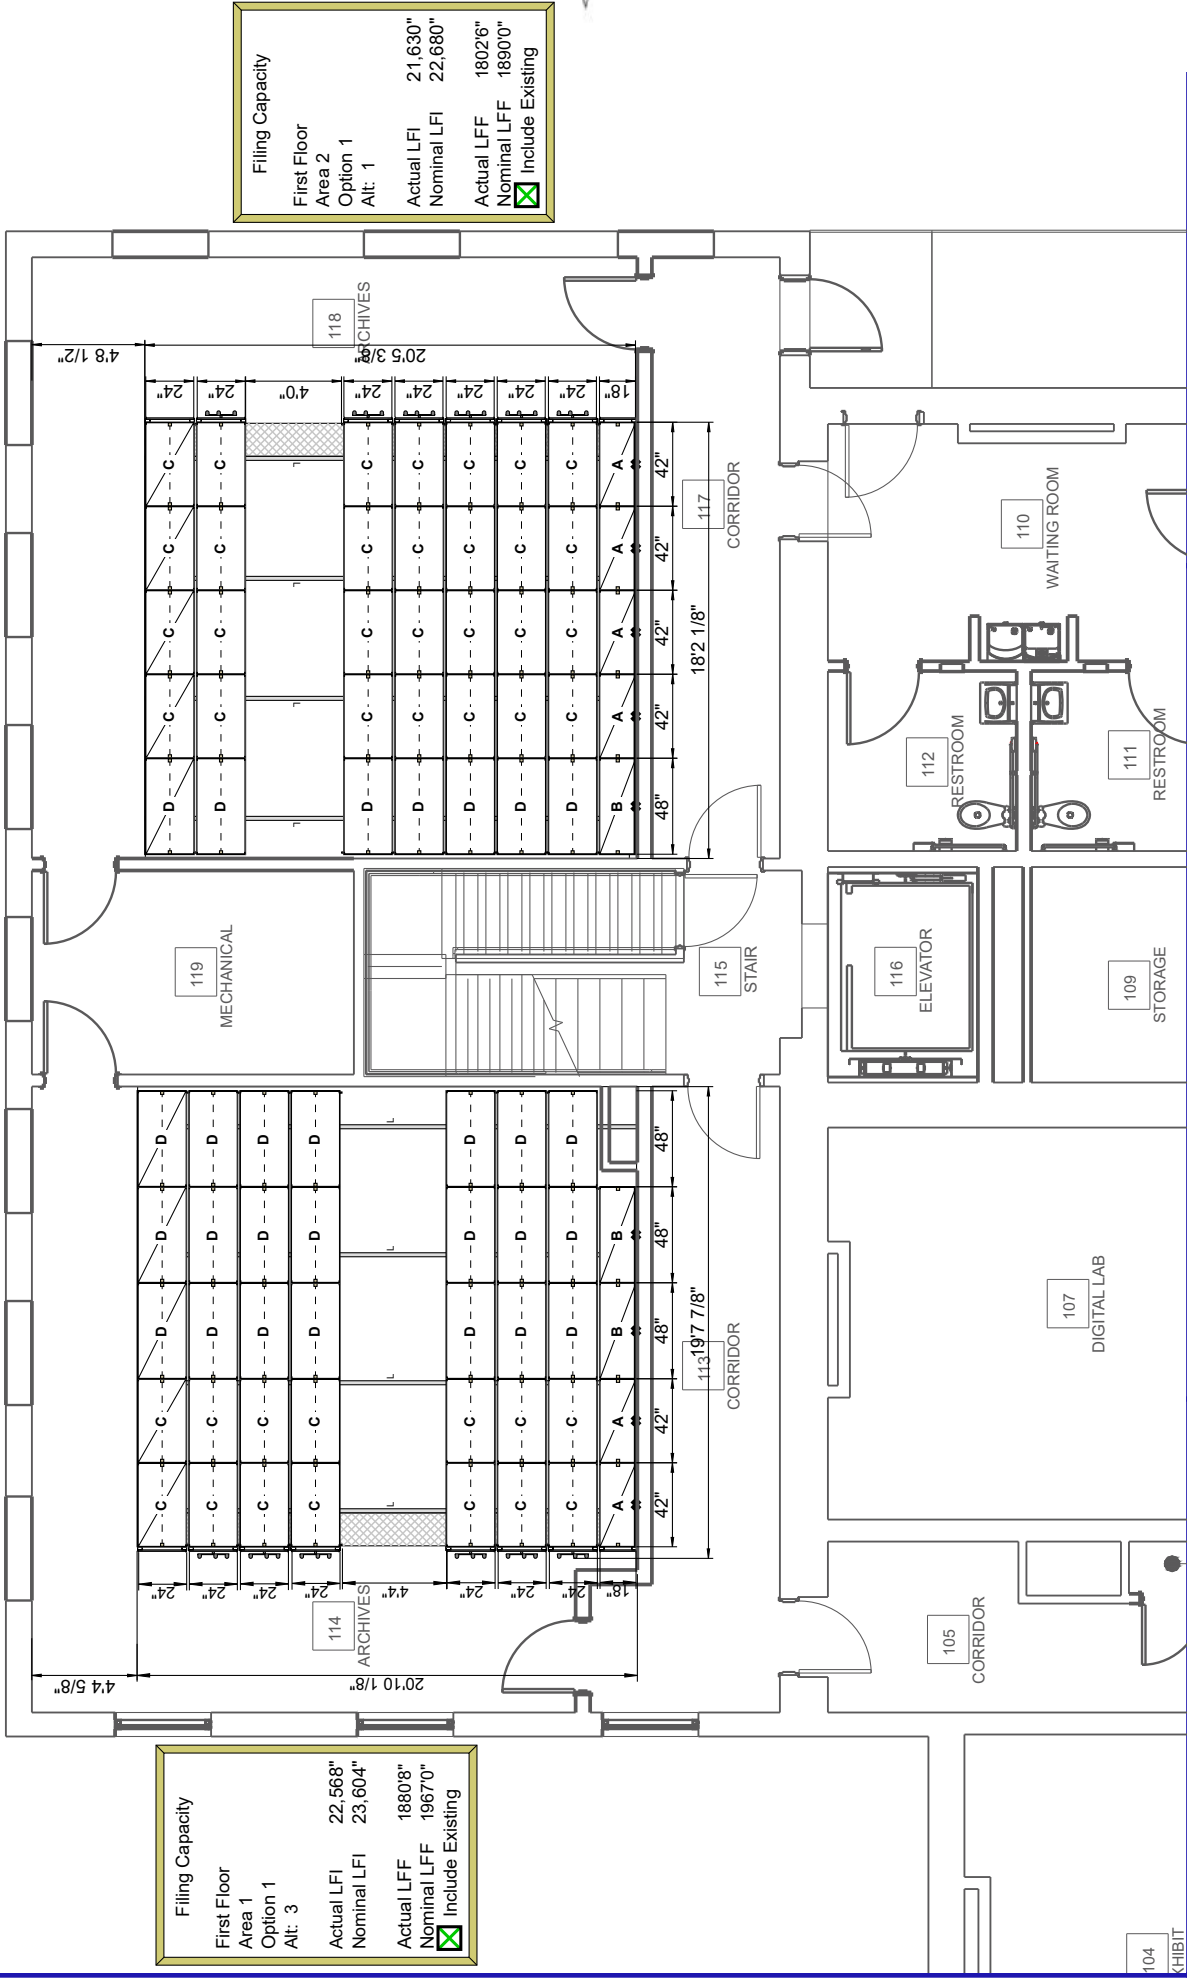 Filing Capacity
First Floor
Area 1
Option 1
Alt: 3
Actual LFI 22,568"
Nominal LFI 23,604"
Actual LFF 1880'8"
Nominal LFF 1967'0"
Include Existing
Filing Capacity
First Floor
Area 2
Option 1
Alt: 1
Actual LFI 21,630"
Nominal LFI 22,680"
Actual LFF 1802'6"
Nominal LFF 1890'0"
Include Existing
4'4 5/8"
20'10 1/8"
114
ARCHIVES
24"
24"
24"
24"
4'4"
24"
24"
24"
18"
C C D D D
C C D D D
C C D D D
C C D D D
L L L L
C C D D D
C C D D D
C C D D D
A A B B
42" 42" 48" 48" 48"
19'7 7/8"
113
CORRIDOR
119
MECHANICAL
115
STAIR
116
ELEVATOR
4'8 1/2"
20'5 3/8"
118
ARCHIVES
24"
24"
4'0"
24"
24"
24"
24"
24"
18"
D C C C C
D C C C C
L L L L
D C C C C
D C C C C
D C C C C
D C C C C
D C C C C
B A A A A
48" 42" 42" 42" 42"
18'2 1/8"
117
CORRIDOR
112
RESTROOM
110
WAITING ROOM
111
RESTROOM
109
STORAGE
107
DIGITAL LAB
105
CORRIDOR
104
XHIBIT